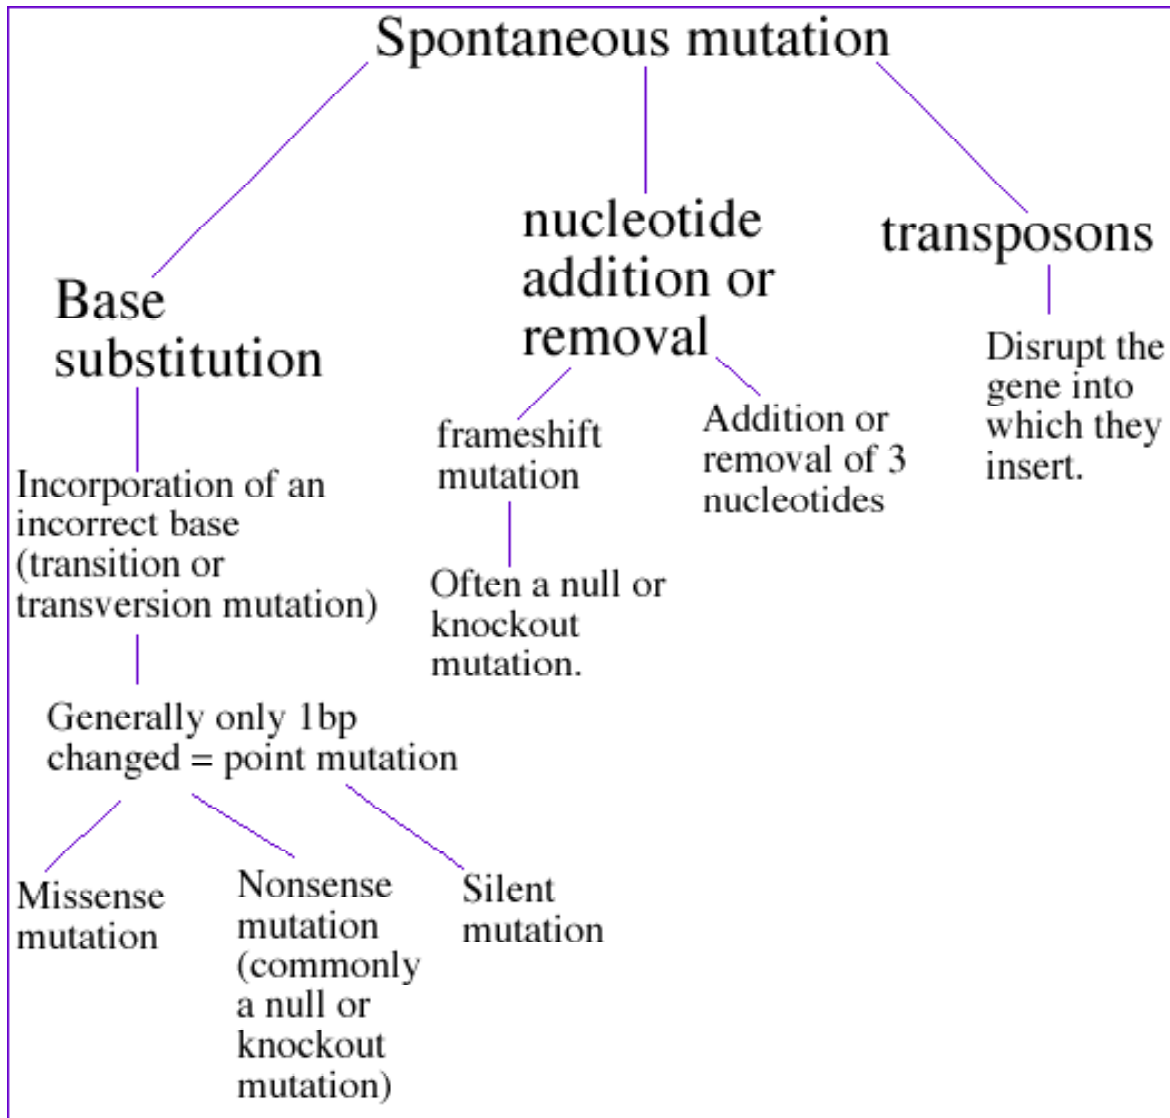 Spontaneous mutation
Base
substitution
Incorporation of an
incorrect base
(transition or
transversion mutation)
Generally only 1bp
changed = point mutation
Missense
mutation
Nonsense
mutation
(commonly
a null or
knockout
mutation)
Silent
mutation
nucleotide
addition or
removal
frameshift
mutation
Often a null or
knockout
mutation.
Addition or
removal of 3
nucleotides
transposons
Disrupt the
gene into
which they
insert.